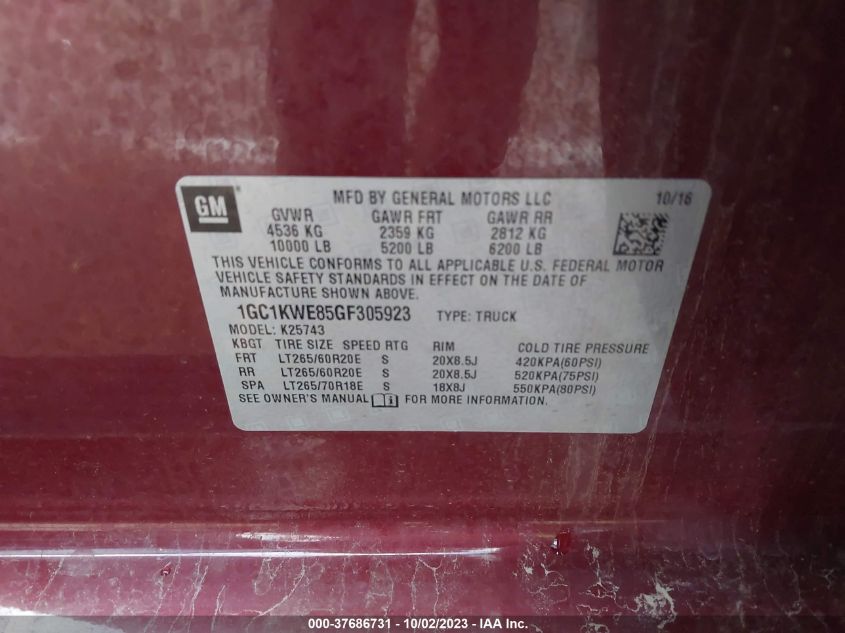 GM
MFD BY GENERAL MOTORS LLC 10/16
GVWR GAWR FRT GAWR RR
4536 KG 2359 KG 2812 KG
10000 LB 5200 LB 6200 LB
THIS VEHICLE CONFORMS TO ALL APPLICABLE U.S. FEDERAL MOTOR
VEHICLE SAFETY STANDARDS IN EFFECT ON THE DATE OF
MANUFACTURE SHOWN ABOVE.
1GC1KWE85GF305923 TYPE: TRUCK
MODEL: K25743
KBGT TIRE SIZE SPEED RTG RIM COLD TIRE PRESSURE
FRT LT265/60R20E S 20X8.5J 420KPA(60PSI)
RR LT265/60R20E S 20X8.5J 520KPA(75PSI)
SPA LT265/70R18E S 18X8J 550KPA(80PSI)
SEE OWNER'S MANUAL FOR MORE INFORMATION.
000-37686731 - 10/02/2023 - IAA Inc.